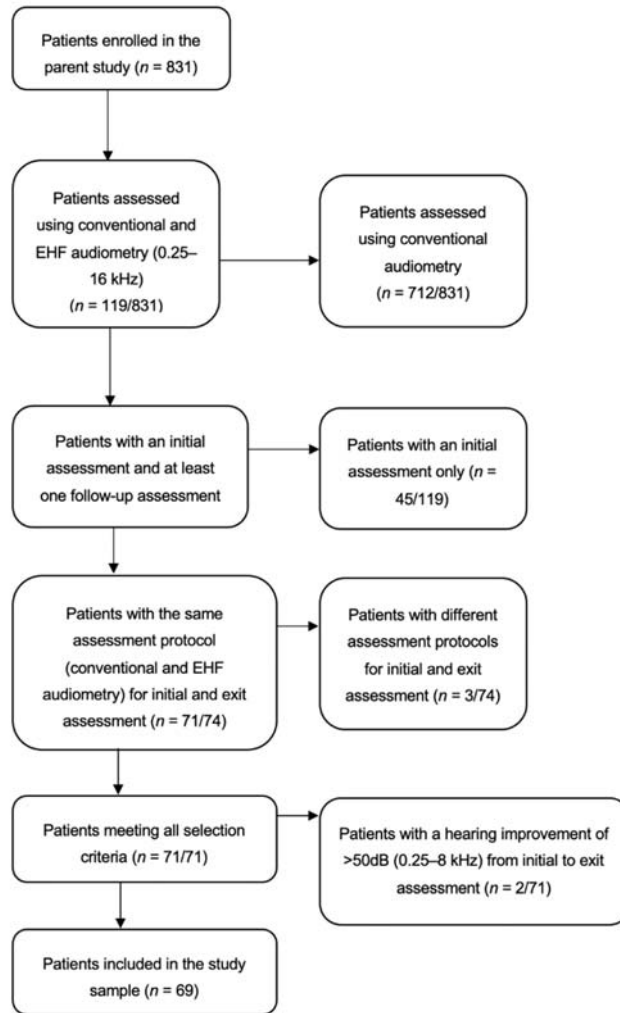 Patients enrolled in the
parent study (n = 831)
Patients assessed
using conventional and
EHF audiometry (0.25–
16 kHz)
(n = 119/831)
Patients assessed
using conventional
audiometry
(n = 712/831)
Patients with an initial
assessment and at least
one follow-up assessment
Patients with an initial
assessment only (n =
45/119)
Patients with the same
assessment protocol
(conventional and EHF
audiometry) for initial and exit
assessment (n = 71/74)
Patients with different
assessment protocols
for initial and exit
assessment (n = 3/74)
Patients meeting all selection
criteria (n = 71/71)
Patients with a hearing improvement of
>50dB (0.25–8 kHz) from initial to exit
assessment (n = 2/71)
Patients included in the study
sample (n = 69)